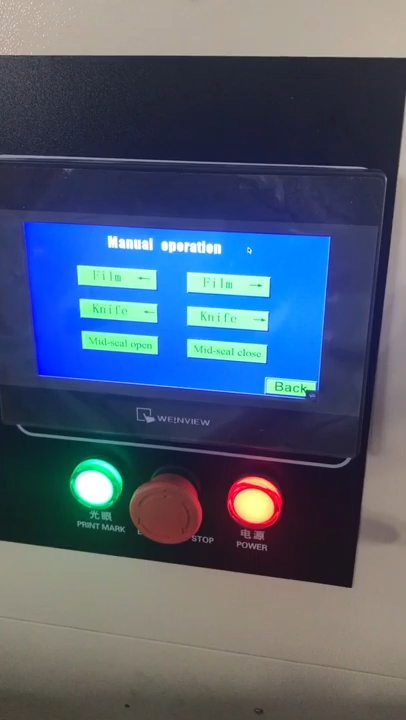 Manual operation
Film ← Film →
Knife ← Knife →
Mid-seal open Mid-seal close
Back
WEINVIEW
光眼 电源
PRINT MARK STOP POWER